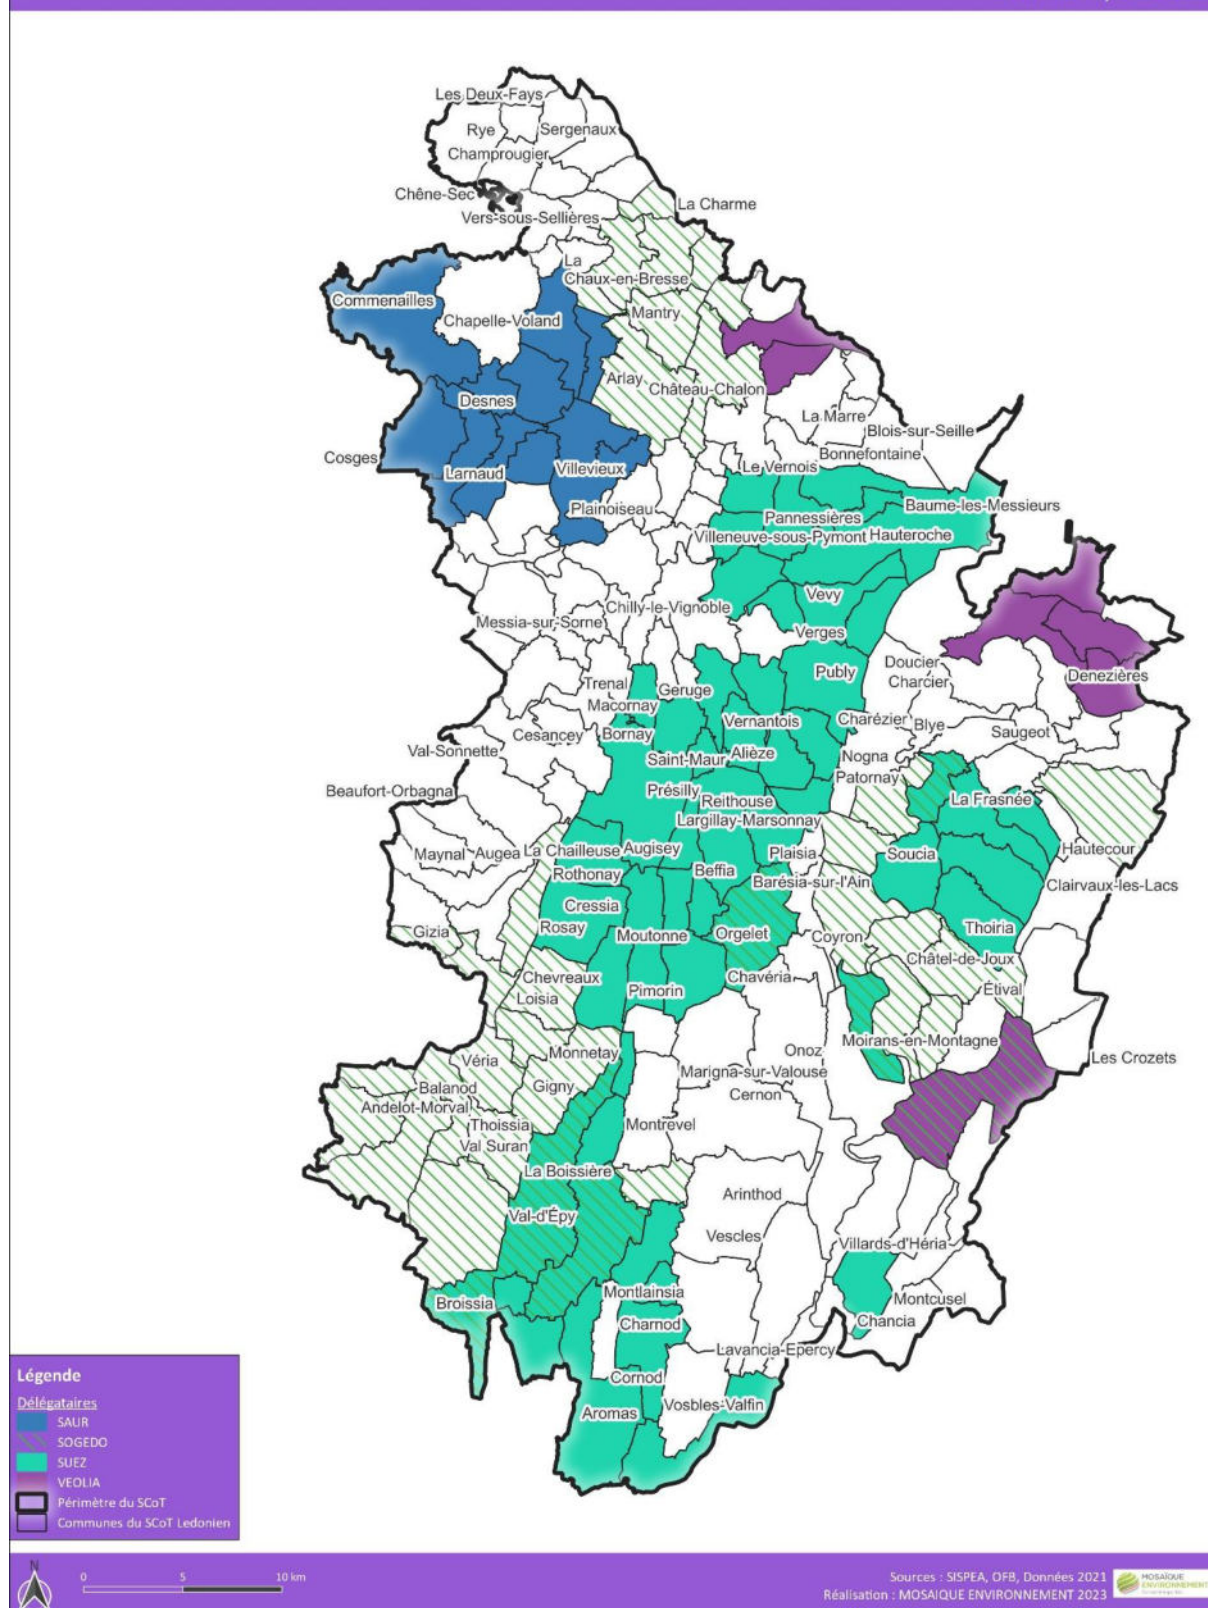 Les Deux-Fays
Rye
Sergenaux
Champrougier
Chêne-Sec
La Charme
Vers-sous-Sellières
La
Chaux-en-Bresse
Commenailles
Mantry
Chapelle-Voland
Arlay
Château-Chalon
Desnes
La Marre
Blois-sur-Seille
Bonnefontaine
Cosges
Larnaud
Villevieux
Le Vernois
Plainoiseau
Baume-les-Messieurs
Pannessières
Villeneuve-sous-Pymont
Hauteroche
Vevy
Chilly-le-Vignoble
Messia-sur-Sorne
Verges
Doucier
Publy
Denezières
Charcier
Trenal
Geruge
Macornay
Vernantois
Charézier
Blye
Saugeot
Cesancey
Bornay
Val-Sonnette
Saint-Maur
Alièze
Nogna
Patornay
Beaufort-Orbagna
Présilly
Reithouse
La Frasnée
Largillay-Marsonnay
Maynal
Augea
La Chailleuse
Augisey
Plaisia
Soucia
Hautecour
Rothonay
Beffia
Barésia-sur-l'Ain
Clairvaux-les-Lacs
Cressia
Rosay
Gizia
Moutonne
Orgelet
Coyron
Thoiria
Châtel-de-Joux
Chevreaux
Chavéria
Loisia
Pimorin
Étival
Moirans-en-Montagne
Monnetay
Onoz
Les Crozets
Véria
Marigna-sur-Valouse
Balanod
Gigny
Cernon
Andelot-Morval
Thoissia
Montrevel
Val Suran
La Boissière
Arinthod
Val-d'Épy
Vescles
Villards-d'Héria
Broissia
Montlainsia
Montcusel
Charnod
Chancia
Lavancia-Epercy
Cornod
Aromas
Vosbles-Valfin
Légende
Délégataires
SAUR
SOGEDO
SUEZ
VEOLIA
Périmètre du SCoT
Communes du SCoT Ledonien
N
0 5 10 km
Sources : SISPEA, OFB, Données 2021
Réalisation : MOSAIQUE ENVIRONNEMENT 2023
MOSAÏQUE
ENVIRONNEMENT